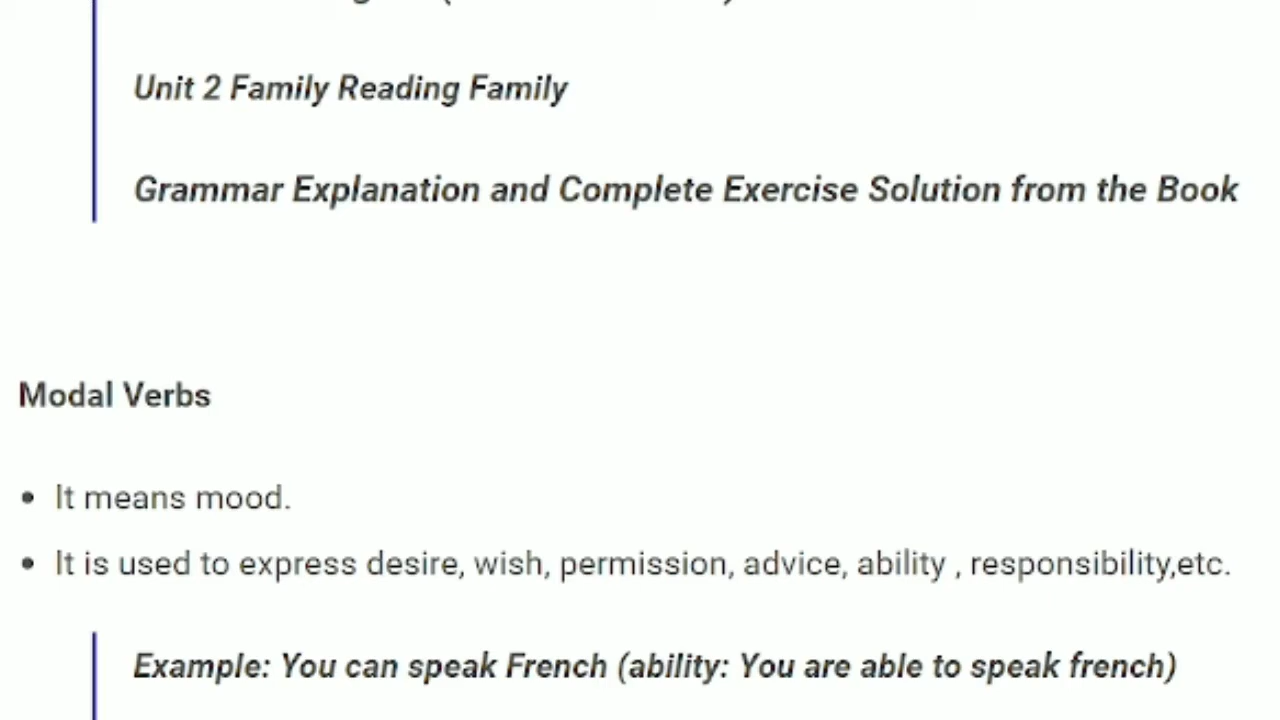 Unit 2 Family Reading Family
Grammar Explanation and Complete Exercise Solution from the Book
Modal Verbs
• It means mood.
• It is used to express desire, wish, permission, advice, ability , responsibility,etc.
Example: You can speak French (ability: You are able to speak french)